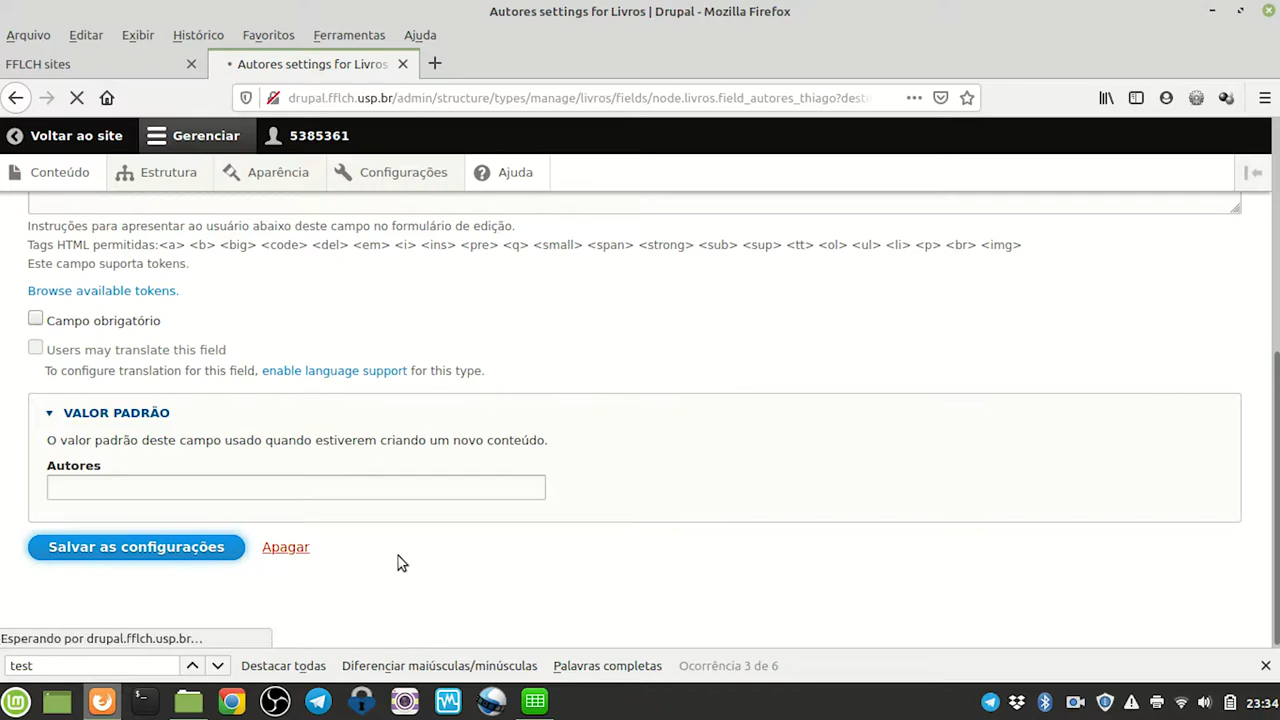 Autores settings for Livros | Drupal - Mozilla Firefox
Arquivo Editar Exibir Histórico Favoritos Ferramentas Ajuda
FFLCH sites
Autores settings for Livros
drupal.fflch.usp.br/admin/structure/types/manage/livros/fields/node.livros.field_autores_thiago?dest
Voltar ao site Gerenciar 5385361
Conteúdo Estrutura Aparência Configurações Ajuda
Instruções para apresentar ao usuário abaixo deste campo no formulário de edição.
Tags HTML permitidas:<a> <b> <big> <code> <del> <em> <i> <ins> <pre> <q> <small> <span> <strong> <sub> <sup> <tt> <ol> <ul> <li> <p> <br> <img>
Este campo suporta tokens.
Browse available tokens.
Campo obrigatório
Users may translate this field
To configure translation for this field, enable language support for this type.
VALOR PADRÃO
O valor padrão deste campo usado quando estiverem criando um novo conteúdo.
Autores
Salvar as configurações Apagar
Esperando por drupal.fflch.usp.br...
test Destacar todas Diferenciar maiúsculas/minúsculas Palavras completas Ocorrência 3 de 6
23:34